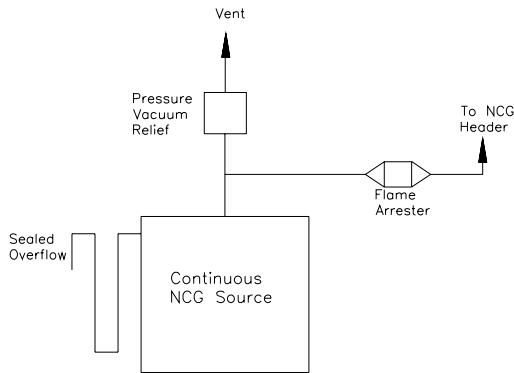 Vent
Pressure
Vacuum
Relief
To NCG
Header
Flame
Arrester
Sealed
Overflow
Continuous
NCG Source